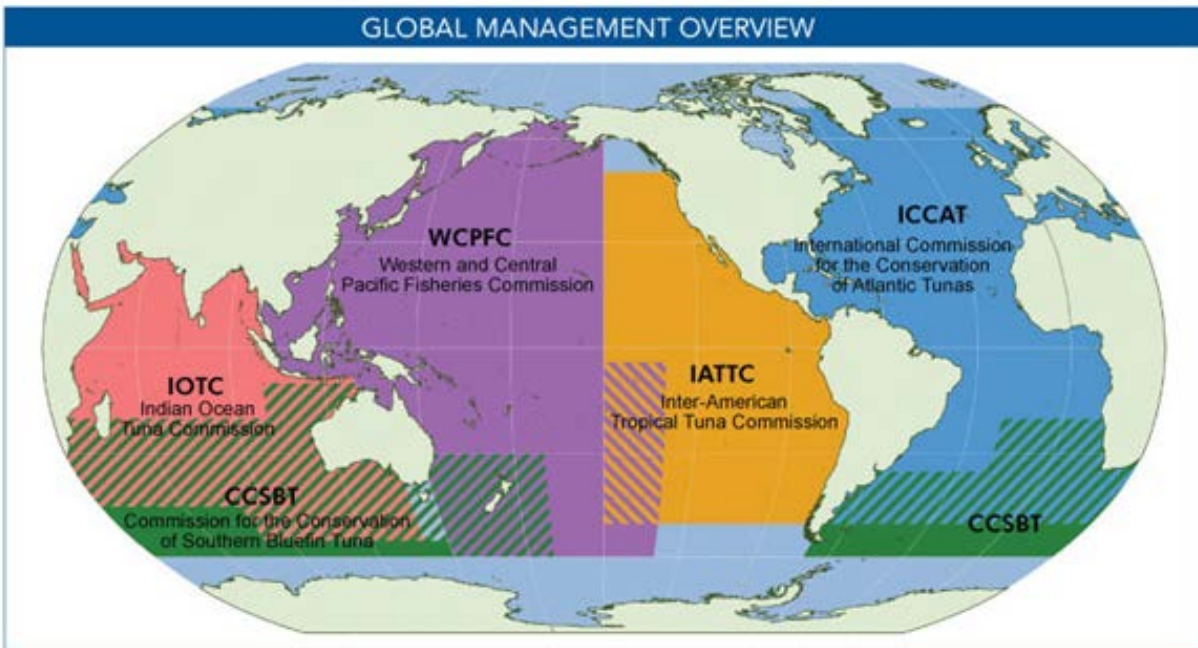 GLOBAL MANAGEMENT OVERVIEW
WCPFC
Western and Central
Pacific Fisheries Commission
ICCAT
International Commission
for the Conservation
of Atlantic Tunas
IOTC
Indian Ocean
Tuna Commission
IATTC
Inter-American
Tropical Tuna Commission
CCSBT
Commission for the Conservation
of Southern Bluefin Tuna
CCSBT